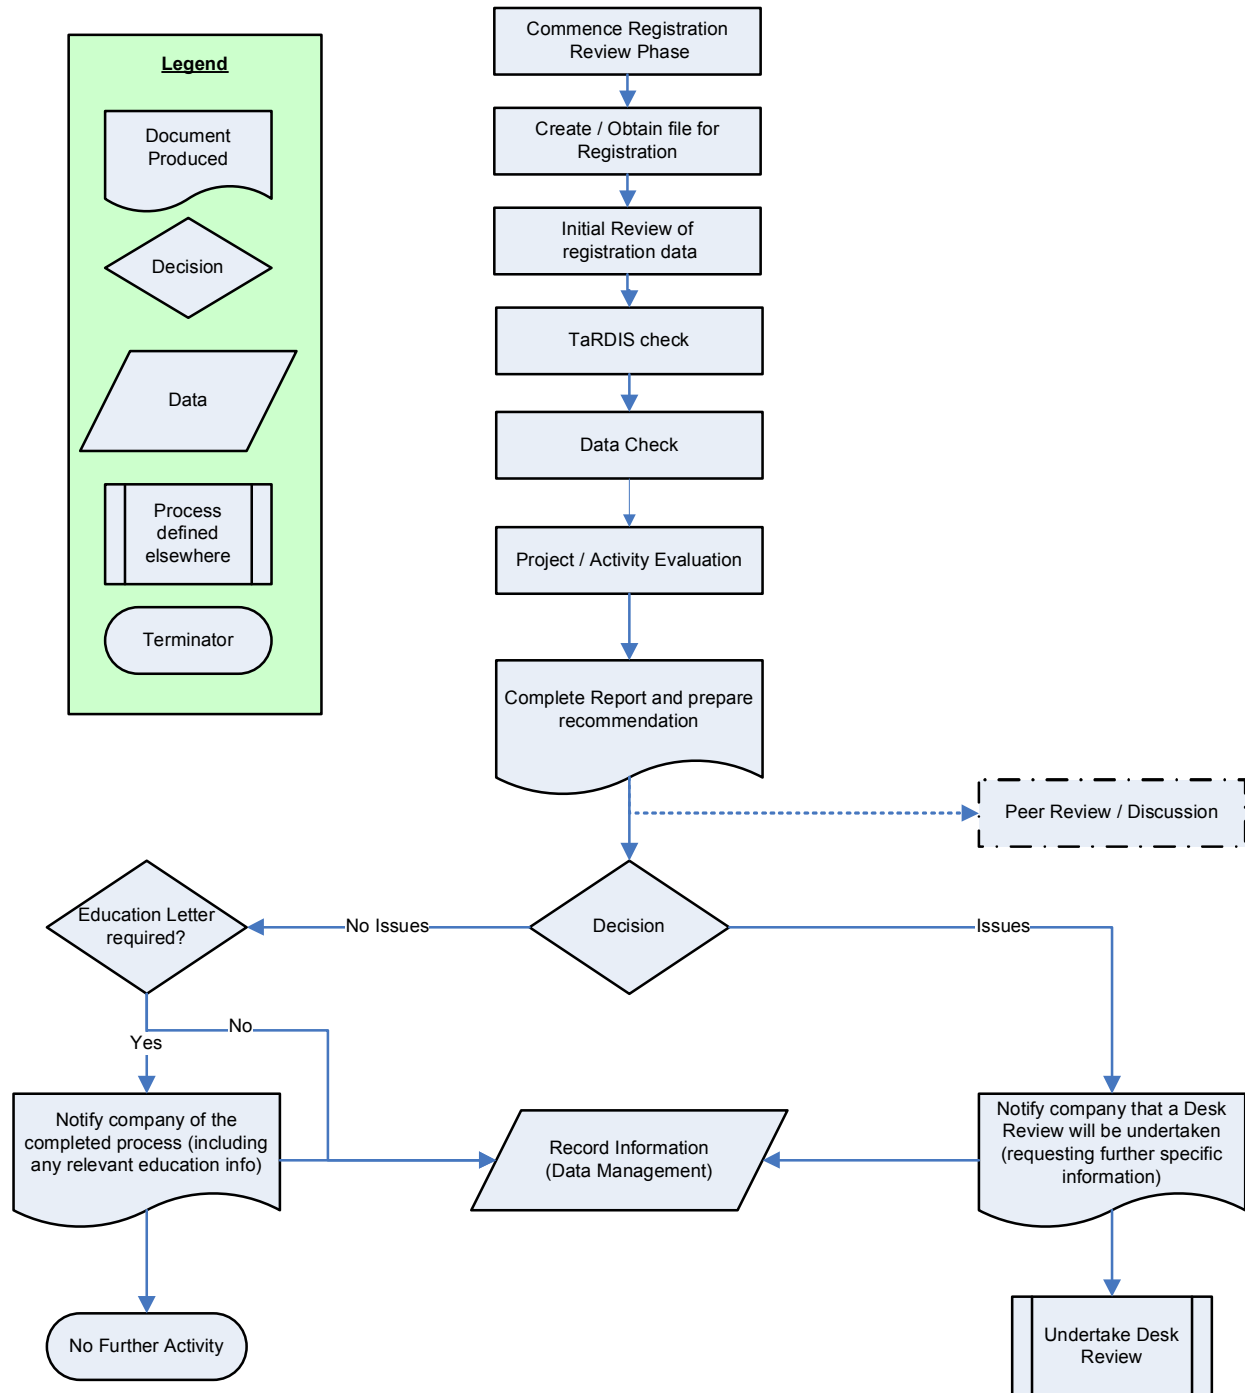 Legend
Document
Produced
Decision
Data
Process
defined
elsewhere
Terminator
Commence Registration
Review Phase
Create / Obtain file for
Registration
Initial Review of
registration data
TaRDIS check
Data Check
Project / Activity Evaluation
Complete Report and prepare
recommendation
Peer Review / Discussion
Decision
No Issues
Issues
Education Letter
required?
No
Yes
Notify company of the
completed process (including
any relevant education info)
Record Information
(Data Management)
Notify company that a Desk
Review will be undertaken
(requesting further specific
information)
No Further Activity
Undertake Desk
Review